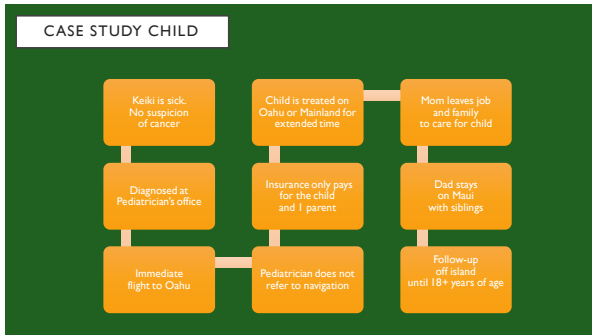 CASE STUDY CHILD
Keiki is sick.
No suspicion
of cancer
Diagnosed at
Pediatrician's office
Immediate
flight to Oahu
Pediatrician does not
refer to navigation
Insurance only pays
for the child
and 1 parent
Child is treated on
Oahu or Mainland for
extended time
Mom leaves job
and family
to care for child
Dad stays
on Maui
with siblings
Follow-up
off island
until 18+ years of age